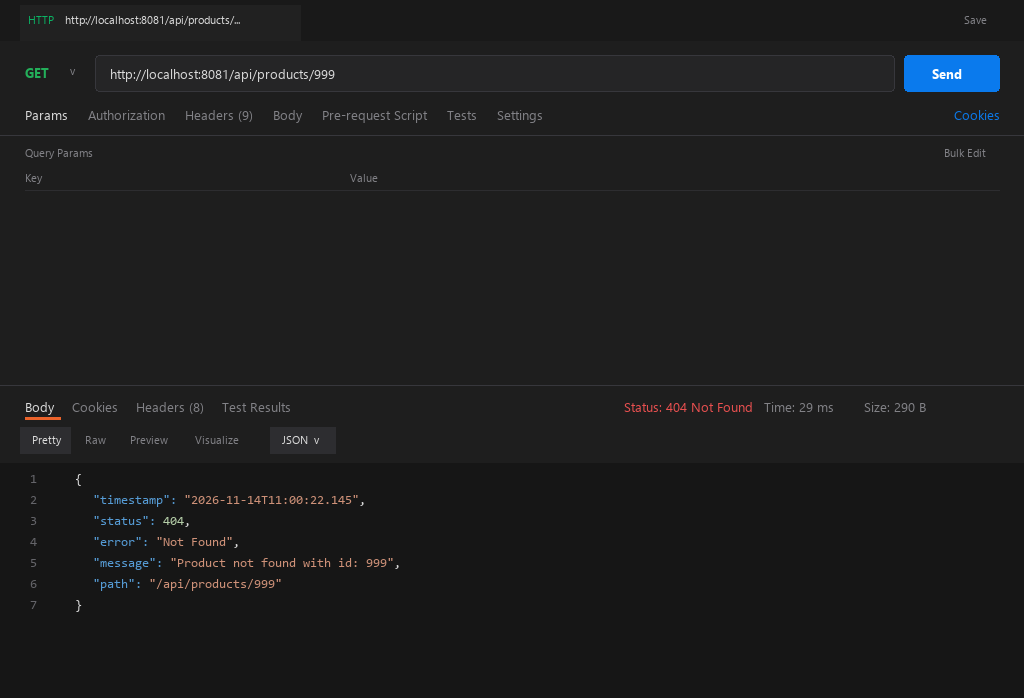 HTTP http://localhost:8081/api/products/... Save
GET v http://localhost:8081/api/products/999 Send
Params Authorization Headers (9) Body Pre-request Script Tests Settings Cookies
Query Params Bulk Edit
Key Value
Body Cookies Headers (8) Test Results Status: 404 Not Found Time: 29 ms Size: 290 B
Pretty Raw Preview Visualize JSON v
1 {
2 "timestamp": "2026-11-14T11:00:22.145",
3 "status": 404,
4 "error": "Not Found",
5 "message": "Product not found with id: 999",
6 "path": "/api/products/999"
7 }